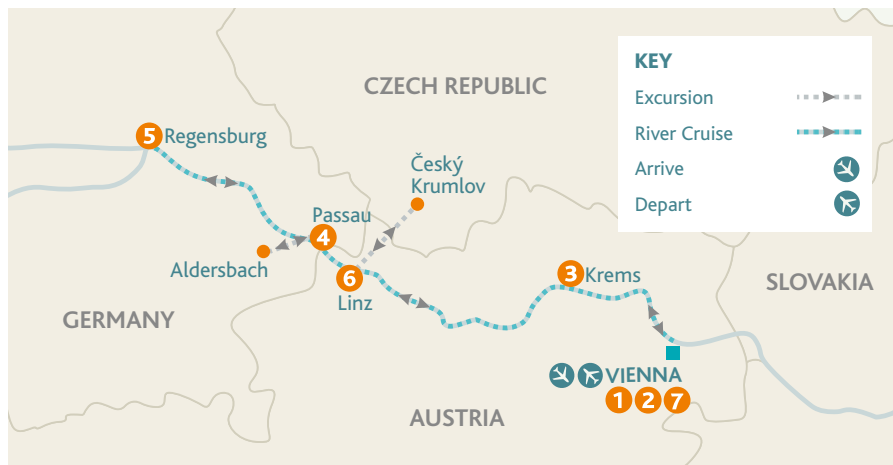 KEY
Excursion
River Cruise
Arrive
Depart
CZECH REPUBLIC
5 Regensburg
Český
Krumlov
Passau
4
Aldersbach
6
Linz
3 Krems
SLOVAKIA
GERMANY
VIENNA
1 2 7
AUSTRIA